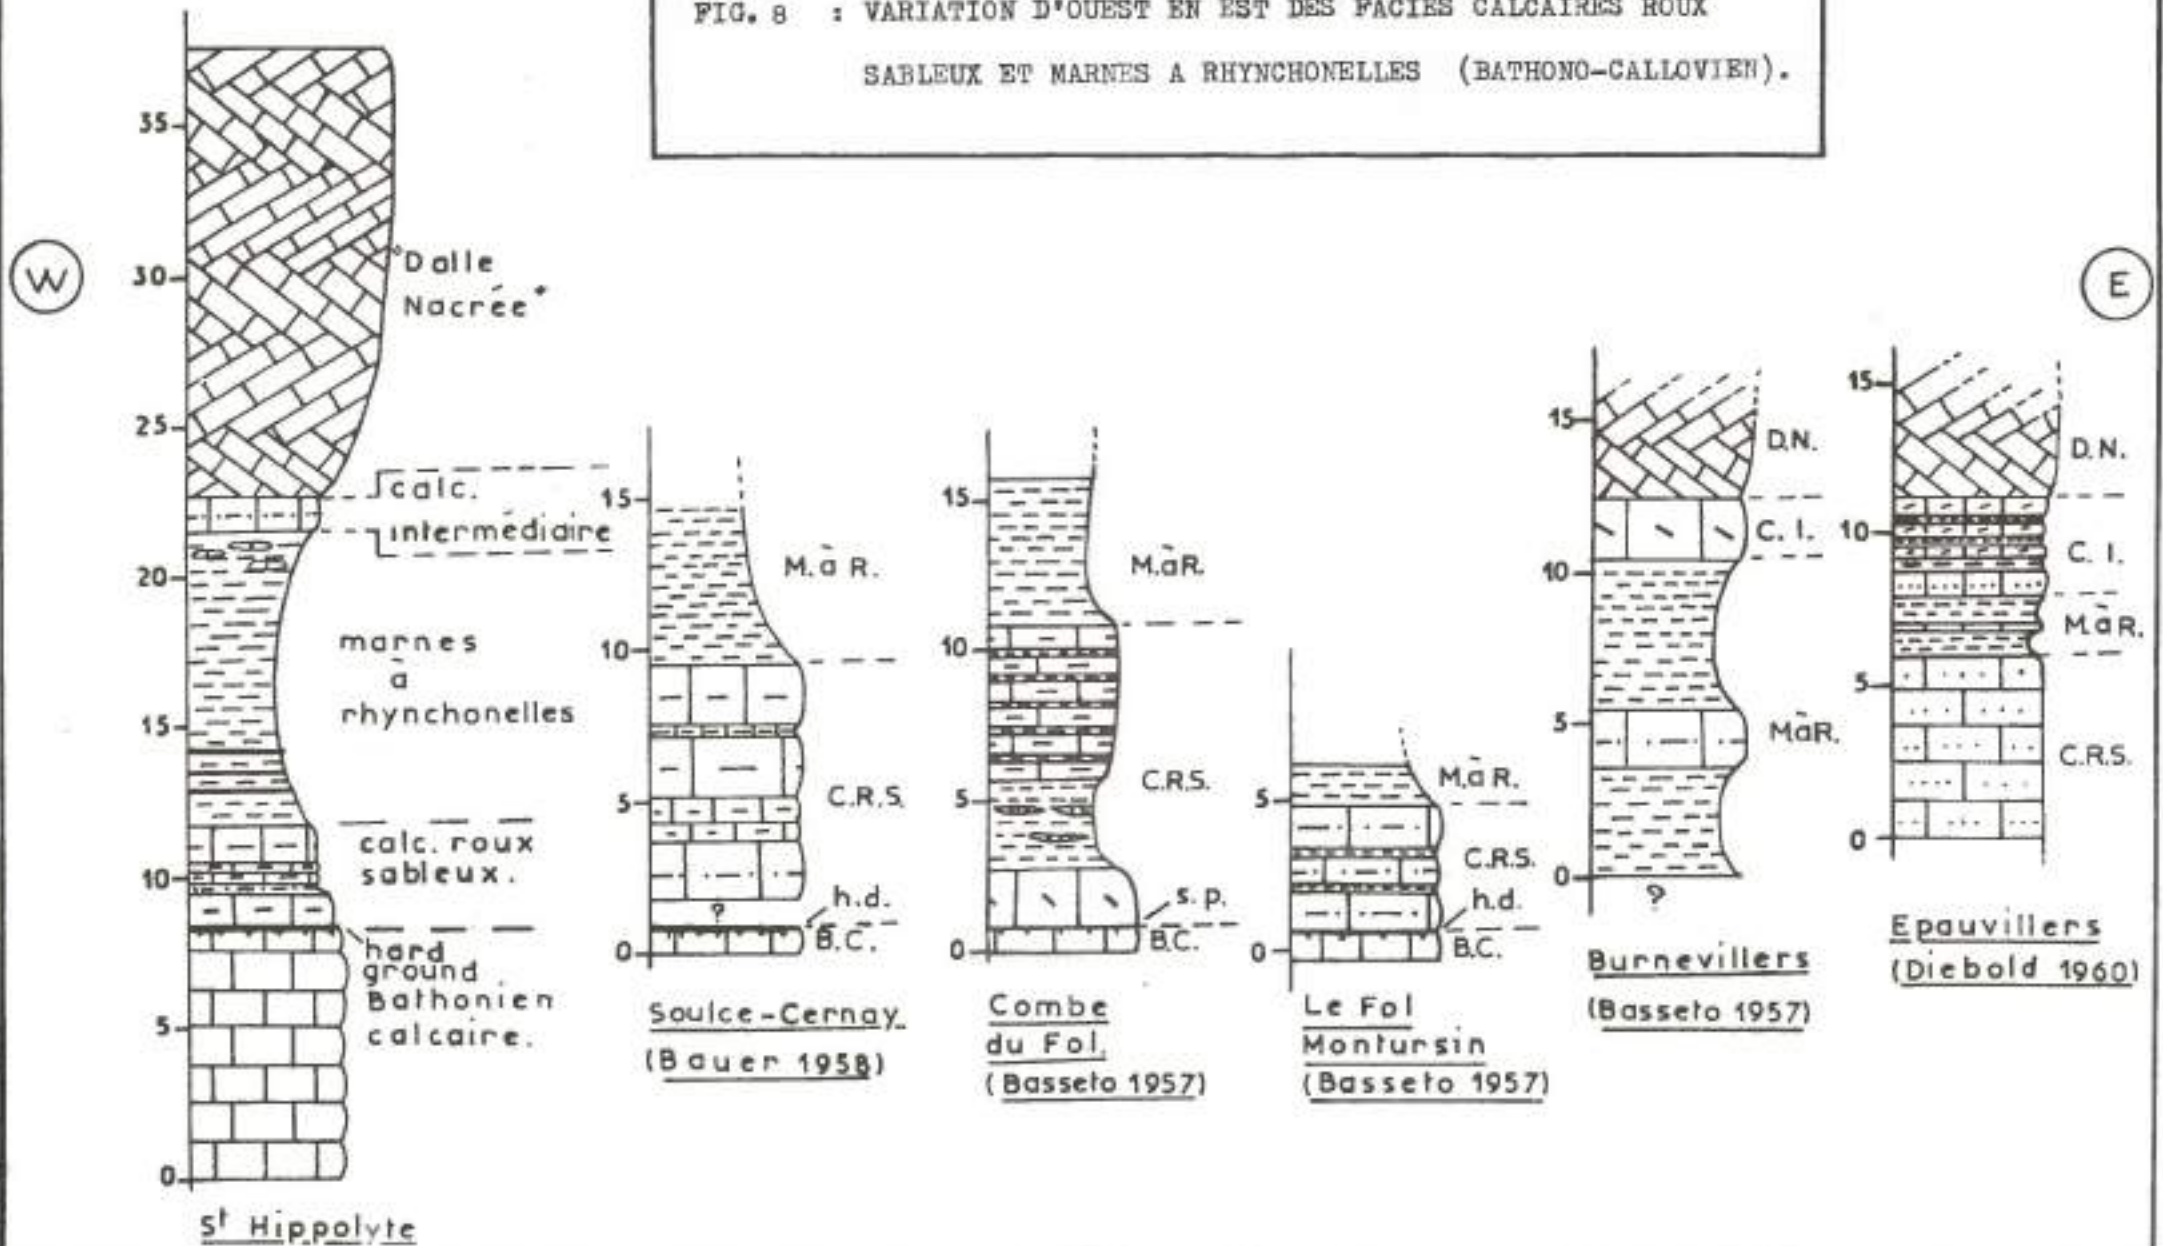 FIG. 8 : VARIATION D'OUEST EN EST DES FACIES CALCAIRES ROUX
SABLEUX ET MARNES A RHYNCHONELLES (BATHONO-CALLOVIEN).
W
E
35
30
25
20
15
10
5
0
"Dalle
Nacrée"
calc.
intermédiaire
marnes
à
rhynchonelles
calc. roux
sableux.
hard
ground
Bathonien
calcaire.
St Hippolyte
15
10
5
0
M. à R.
C.R.S.
?
h.d.
B.C.
Soulce-Cernay
(Bauer 1958)
15
10
5
0
M.àR.
C.R.S.
s.p.
B.C.
Combe
du Fol.
(Basseto 1957)
5
0
M.à R.
C.R.S.
h.d.
B.C.
Le Fol
Montursin
(Basseto 1957)
15
10
5
0
D.N.
C. I.
MàR.
?
Burnevillers
(Basseto 1957)
15
10
5
0
D.N.
C. I.
M.àR.
C.R.S.
Epauvillers
(Diebold 1960)